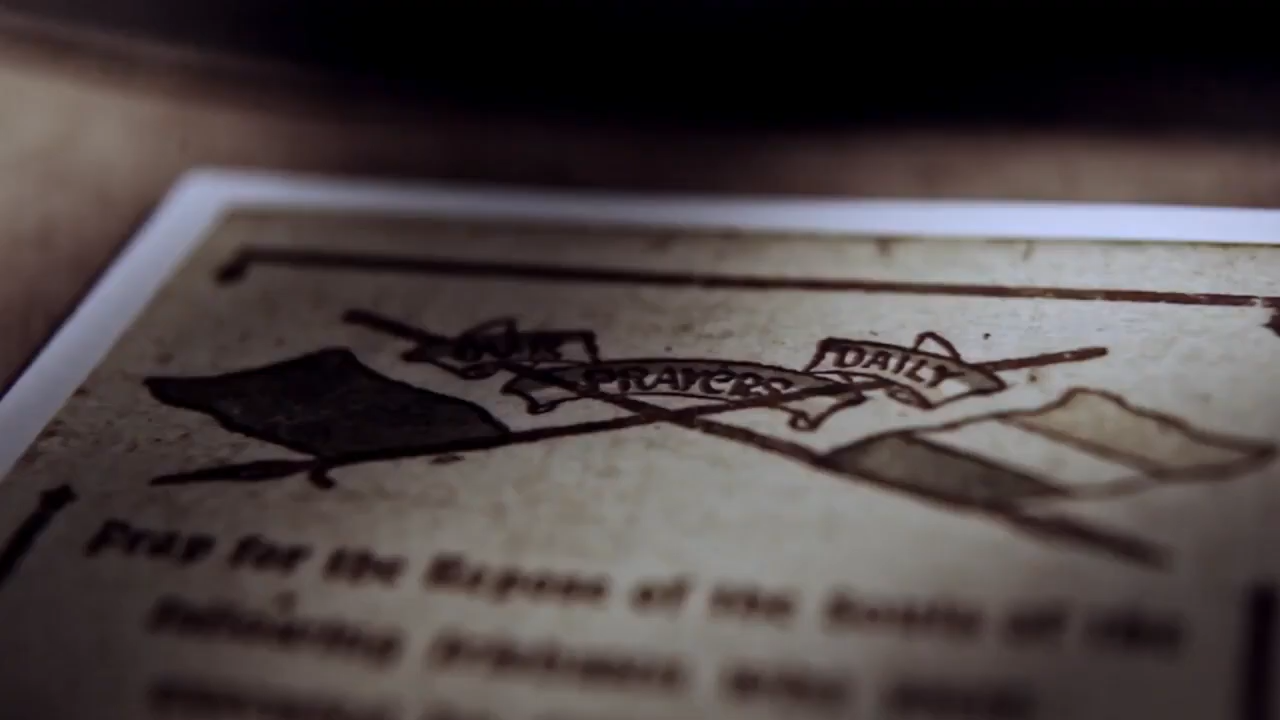 OUR PRAYERS DAILY
Pray for the Repose of the Souls of the
following prisoners who were